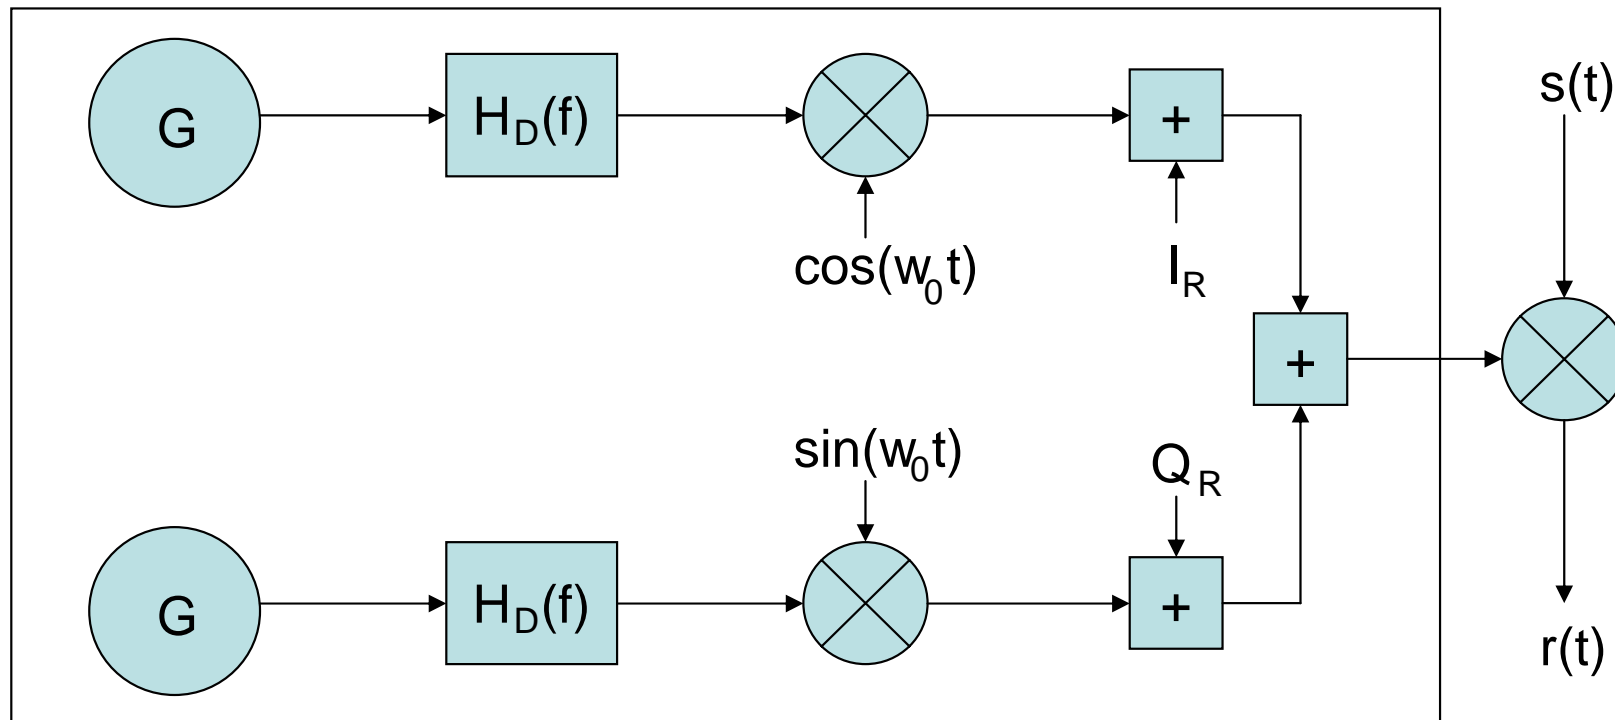 G
H_D(f)
+
s(t)
cos(w_0t)
I_R
+
sin(w_0t)
Q_R
G
H_D(f)
+
r(t)